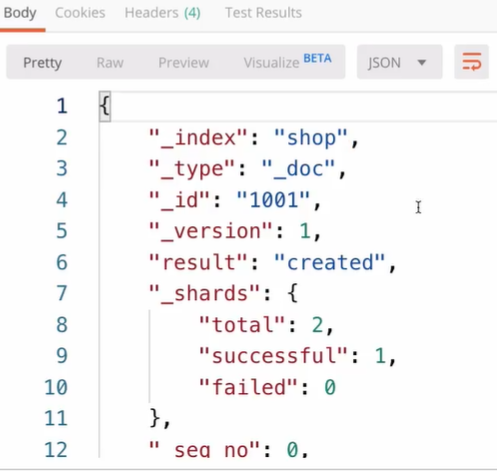 Body Cookies Headers (4) Test Results
Pretty Raw Preview Visualize BETA JSON
1 {
2 "_index": "shop",
3 "_type": "_doc",
4 "_id": "1001",
5 "_version": 1,
6 "result": "created",
7 "_shards": {
8 "total": 2,
9 "successful": 1,
10 "failed": 0
11 },
12 "_seq_no": 0,